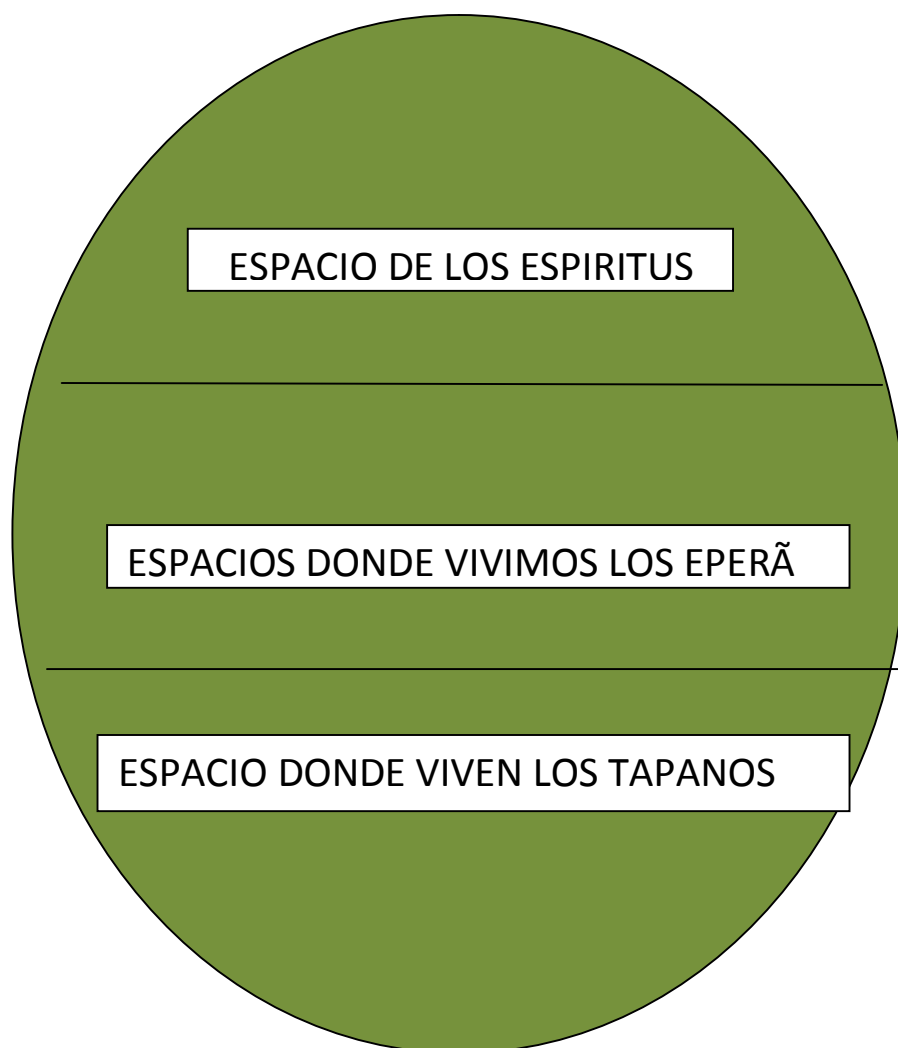 ESPACIO DE LOS ESPIRITUS
ESPACIOS DONDE VIVIMOS LOS EPERÃ
ESPACIO DONDE VIVEN LOS TAPANOS